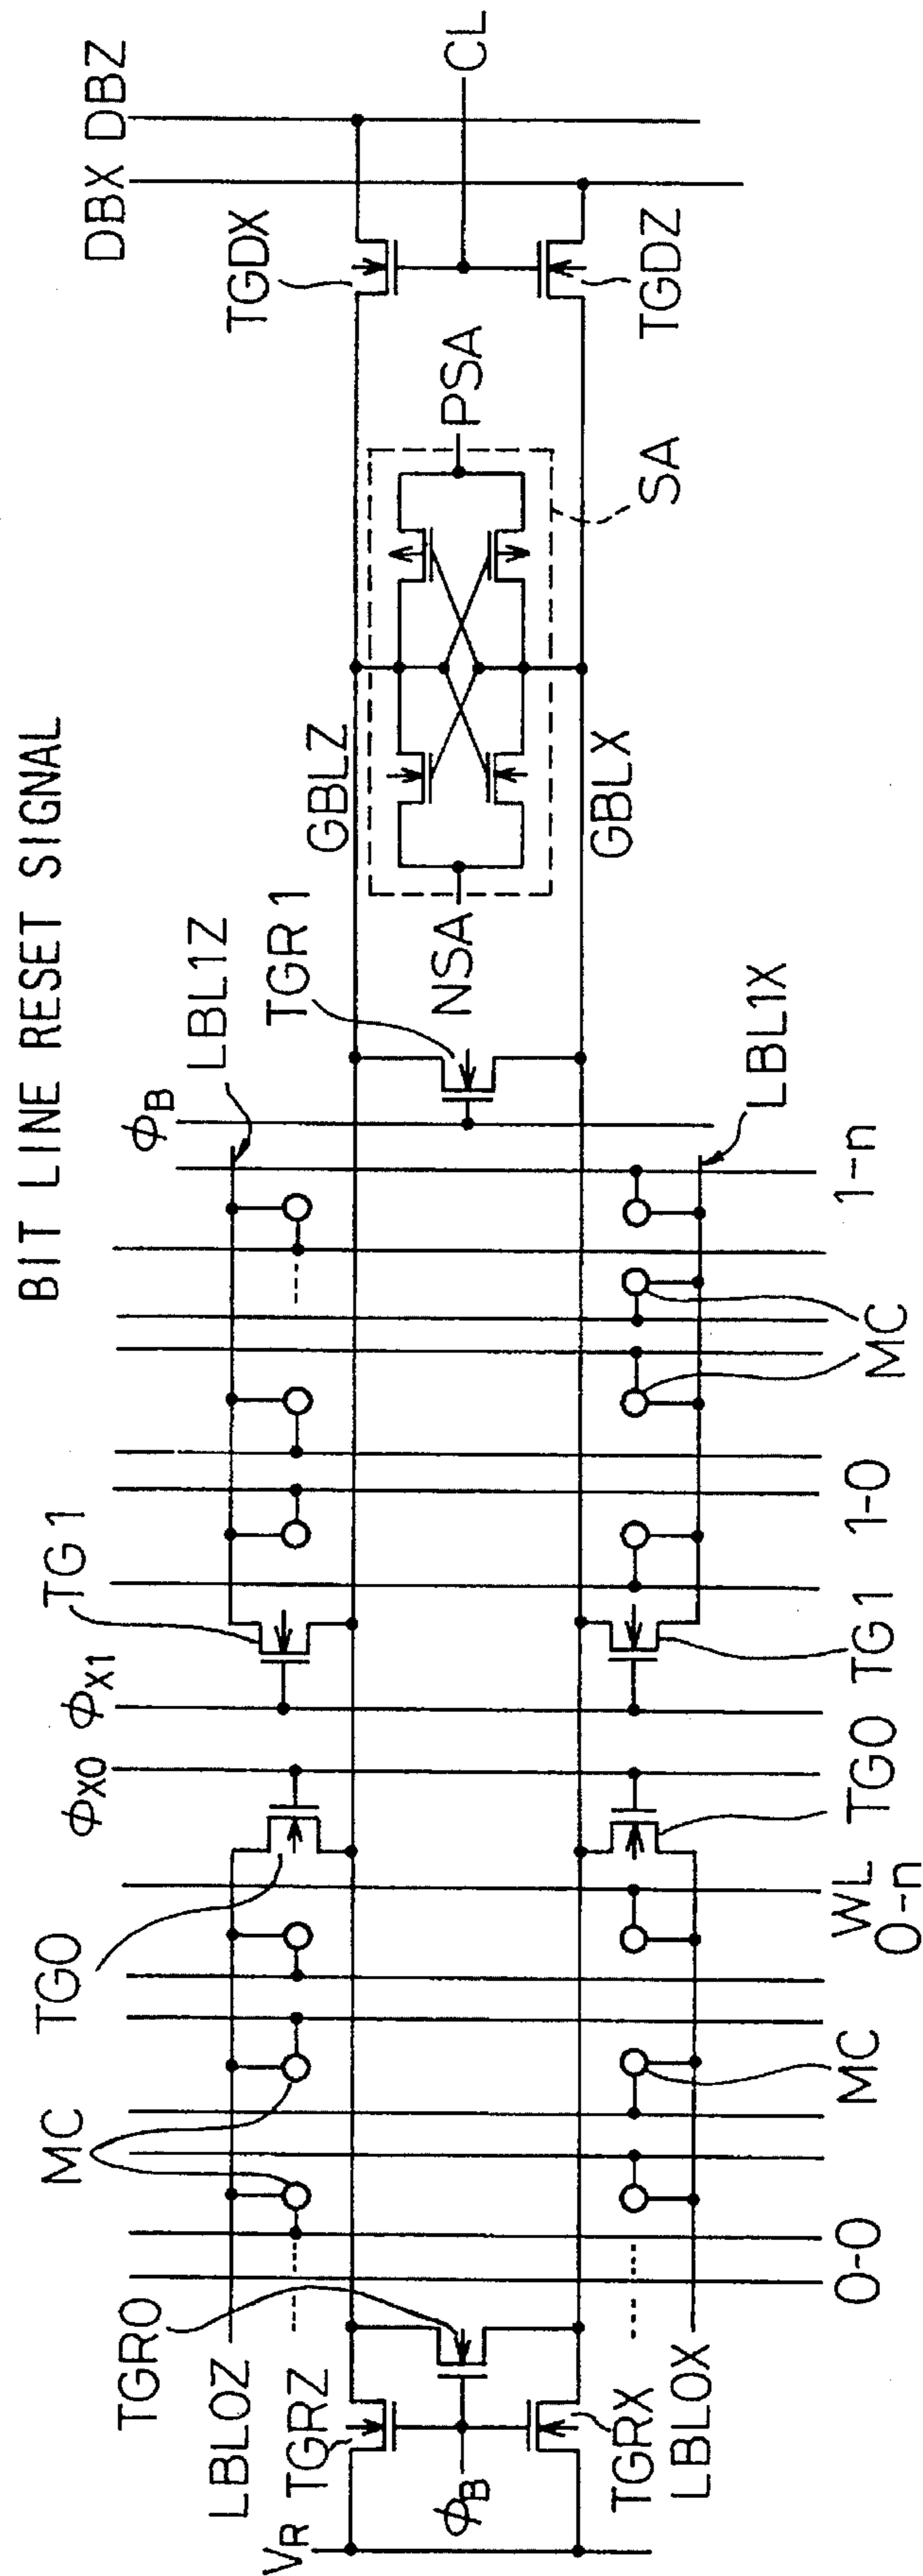 BIT LINE RESET SIGNAL
DBX DBZ
CL
TGDX
TGDZ
PSA
SA
GBLZ
GBLX
NSA
TGR1
LBL1Z
LBL1X
ϕB
1-n
MC
1-0
TG1
TG1
ϕX1
ϕX0
TG0
TG0
WL
0-n
MC
MC
0-0
TGR0
LBL0Z
TGRZ
ϕB
TGRX
LBL0X
VR